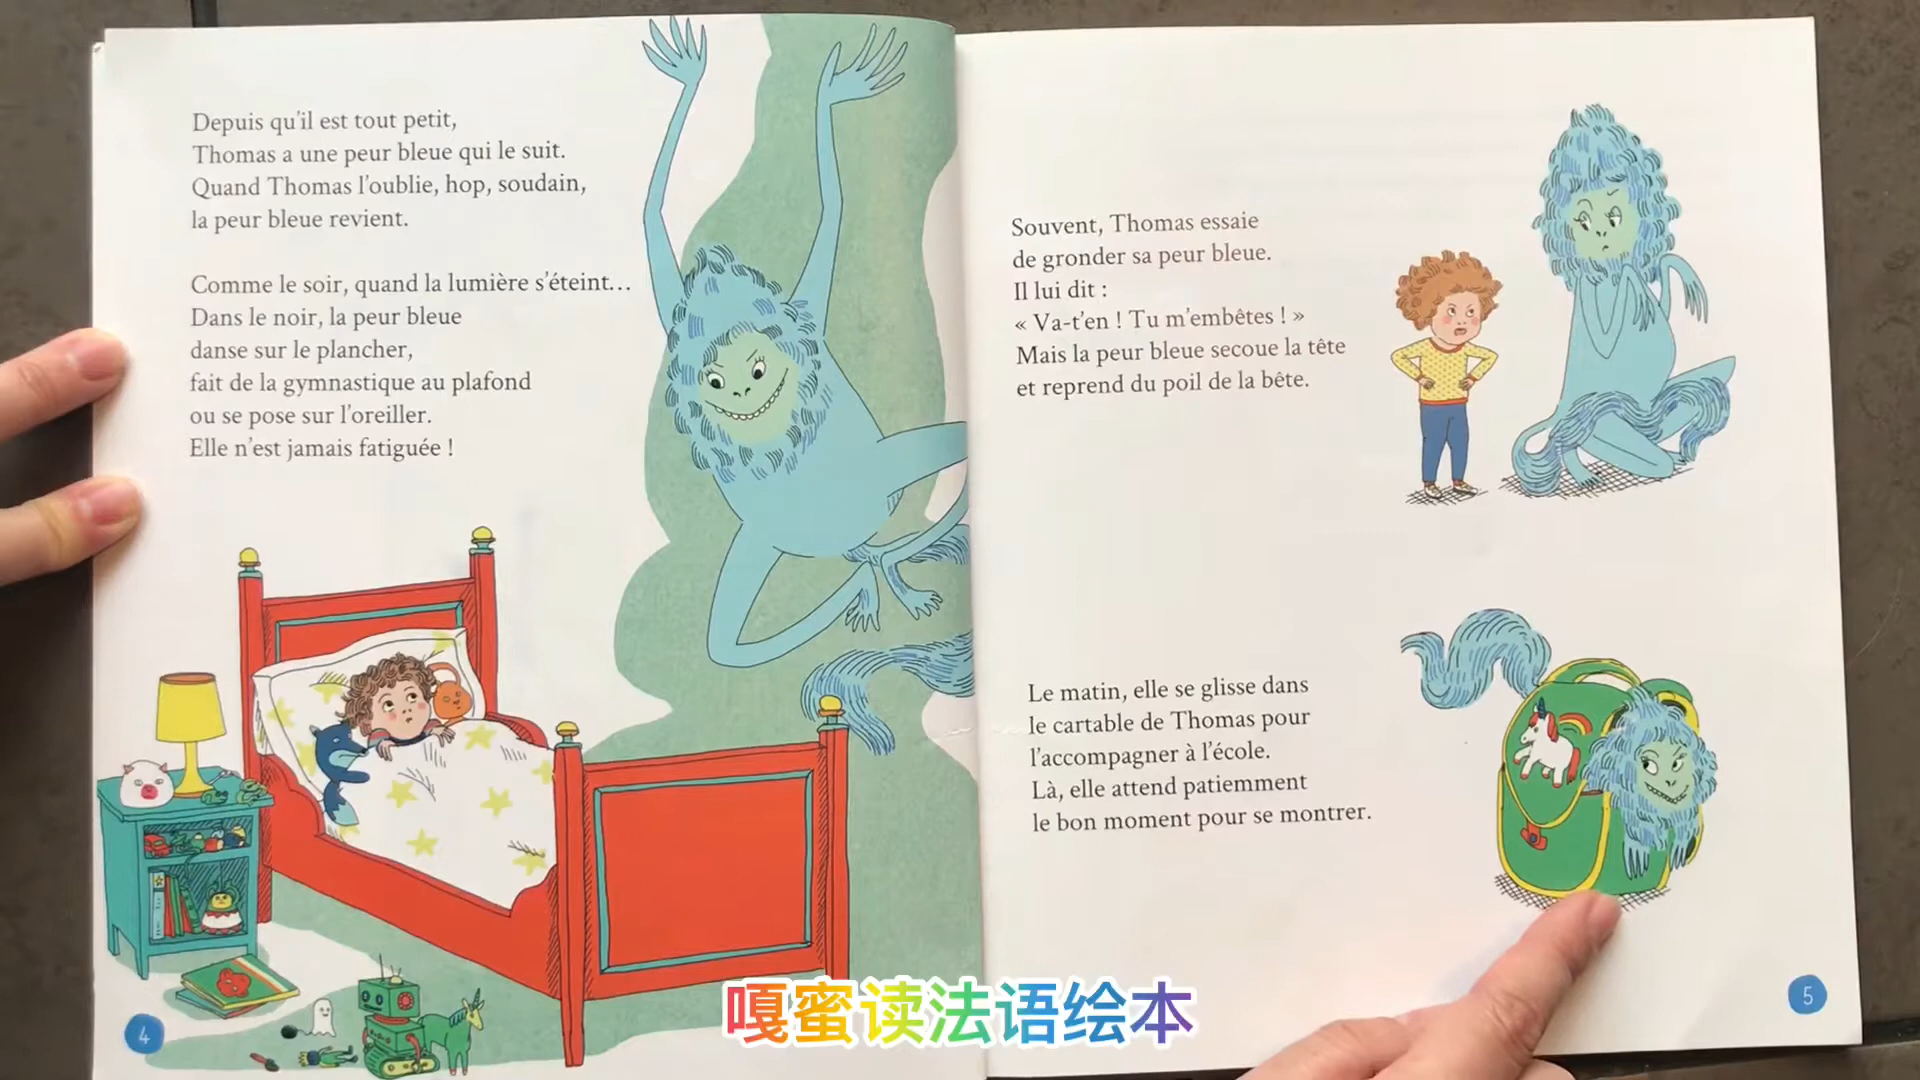 Depuis qu'il est tout petit,
Thomas a une peur bleue qui le suit.
Quand Thomas l'oublie, hop, soudain,
la peur bleue revient.
Comme le soir, quand la lumière s'éteint…
Dans le noir, la peur bleue
danse sur le plancher,
fait de la gymnastique au plafond
ou se pose sur l'oreiller.
Elle n'est jamais fatiguée !
4
Souvent, Thomas essaie
de gronder sa peur bleue.
Il lui dit :
« Va-t'en ! Tu m'embêtes ! »
Mais la peur bleue secoue la tête
et reprend du poil de la bête.
Le matin, elle se glisse dans
le cartable de Thomas pour
l'accompagner à l'école.
Là, elle attend patiemment
le bon moment pour se montrer.
5
嘎蜜读法语绘本